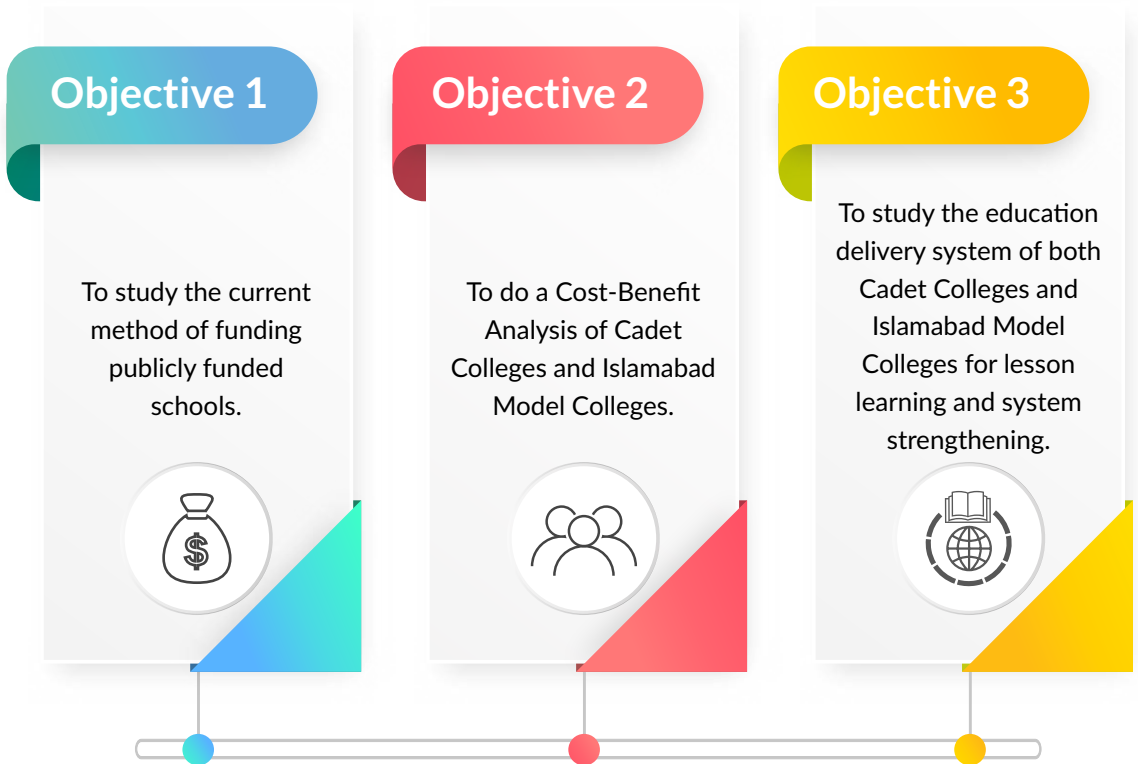 Objective 1
To study the current
method of funding
publicly funded
schools.
$
Objective 2
To do a Cost-Benefit
Analysis of Cadet
Colleges and Islamabad
Model Colleges.
Objective 3
To study the education
delivery system of both
Cadet Colleges and
Islamabad Model
Colleges for lesson
learning and system
strengthening.